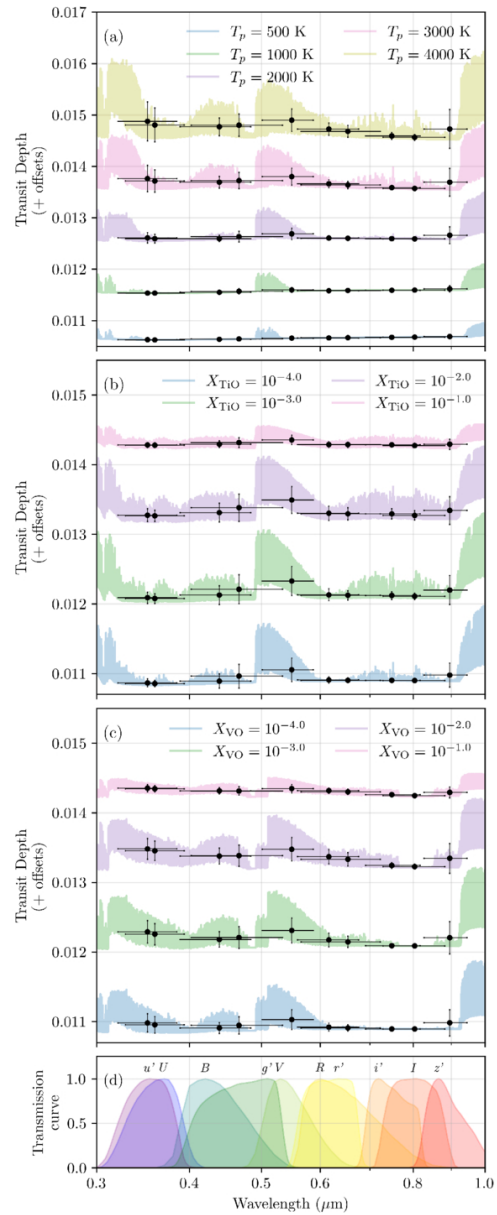 (a)
T_p = 500 K
T_p = 3000 K
T_p = 1000 K
T_p = 4000 K
T_p = 2000 K
0.016
0.015
0.014
0.013
0.012
0.011
Transit Depth
(+ offsets)
(b)
X_TiO = 10^−4.0
X_TiO = 10^−2.0
X_TiO = 10^−3.0
X_TiO = 10^−1.0
0.015
0.014
0.013
0.012
0.011
Transit Depth
(+ offsets)
(c)
X_VO = 10^−4.0
X_VO = 10^−2.0
X_VO = 10^−3.0
X_VO = 10^−1.0
0.015
0.014
0.013
0.012
0.011
Transit Depth
(+ offsets)
(d)
u' U B g' V R r' i' I z'
1.0
0.5
0.0
Transmission
curve
0.3 0.4 0.5 0.6 0.8 1.0
Wavelength (μm)